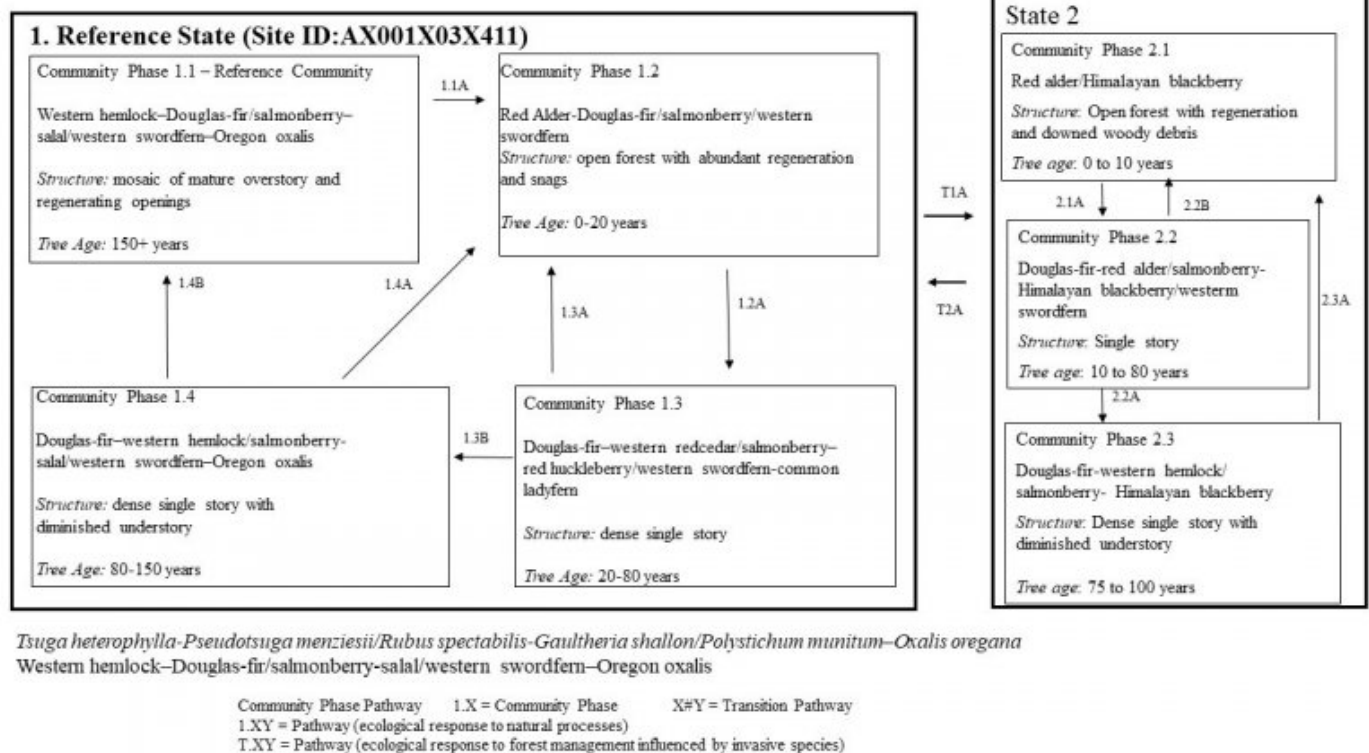 1. Reference State (Site ID:AX001X03X411)
Community Phase 1.1 – Reference Community
Western hemlock–Douglas-fir/salmonberry–
salal/western swordfern–Oregon oxalis
Structure: mosaic of mature overstory and
regenerating openings
Tree Age: 150+ years
1.1A
Community Phase 1.2
Red Alder-Douglas-fir/salmonberry/western
swordfern
Structure: open forest with abundant regeneration
and snags
Tree Age: 0-20 years
1.4B
1.4A
1.3A
1.2A
Community Phase 1.4
Douglas-fir–western hemlock/salmonberry-
salal/western swordfern–Oregon oxalis
Structure: dense single story with
diminished understory
Tree Age: 80-150 years
1.3B
Community Phase 1.3
Douglas-fir–western redcedar/salmonberry–
red huckleberry/western swordfern-common
ladyfern
Structure: dense single story
Tree Age: 20-80 years
T1A
T2A
State 2
Community Phase 2.1
Red alder/Himalayan blackberry
Structure: Open forest with regeneration
and downed woody debris
Tree age: 0 to 10 years
2.1A
2.2B
Community Phase 2.2
Douglas-fir-red alder/salmonberry-
Himalayan blackberry/westerm
swordfern
Structure: Single story
Tree age: 10 to 80 years
2.3A
2.2A
Community Phase 2.3
Douglas-fir-western hemlock/
salmonberry- Himalayan blackberry
Structure: Dense single story with
diminished understory
Tree age: 75 to 100 years
Tsuga heterophylla-Pseudotsuga menziesii/Rubus spectabilis-Gaultheria shallon/Polystichum munitum–Oxalis oregana
Western hemlock–Douglas-fir/salmonberry-salal/western swordfern–Oregon oxalis
Community Phase Pathway 1.X = Community Phase X#Y = Transition Pathway
1.XY = Pathway (ecological response to natural processes)
T.XY = Pathway (ecological response to forest management influenced by invasive species)